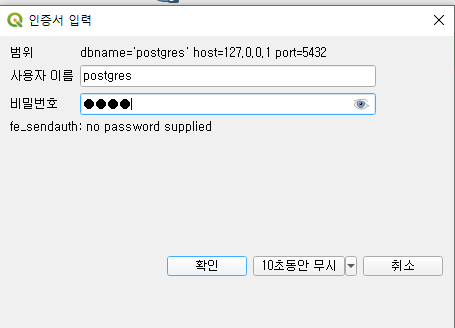 인증서 입력
범위 dbname='postgres' host=127.0.0.1 port=5432
사용자 이름 postgres
비밀번호 ●●●●
fe_sendauth: no password supplied
확인 10초동안 무시 취소